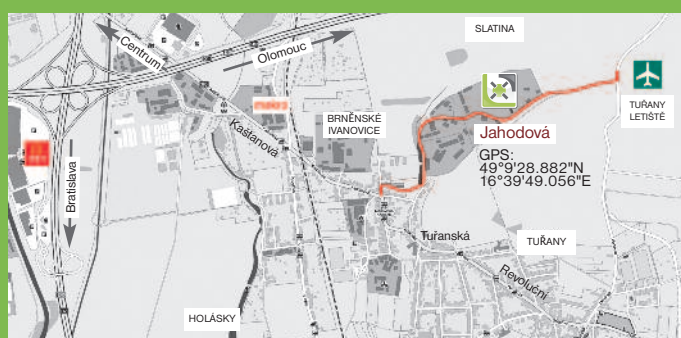 SLATINA
Centrum
Olomouc
TUŘANY
LETIŠTĚ
BRNĚNSKÉ
IVANOVICE
Kaštanová
Jahodová
GPS:
49°9'28.882"N
16°39'49.056"E
Bratislava
Tuřanská
TUŘANY
Revoluční
HOLÁSKY